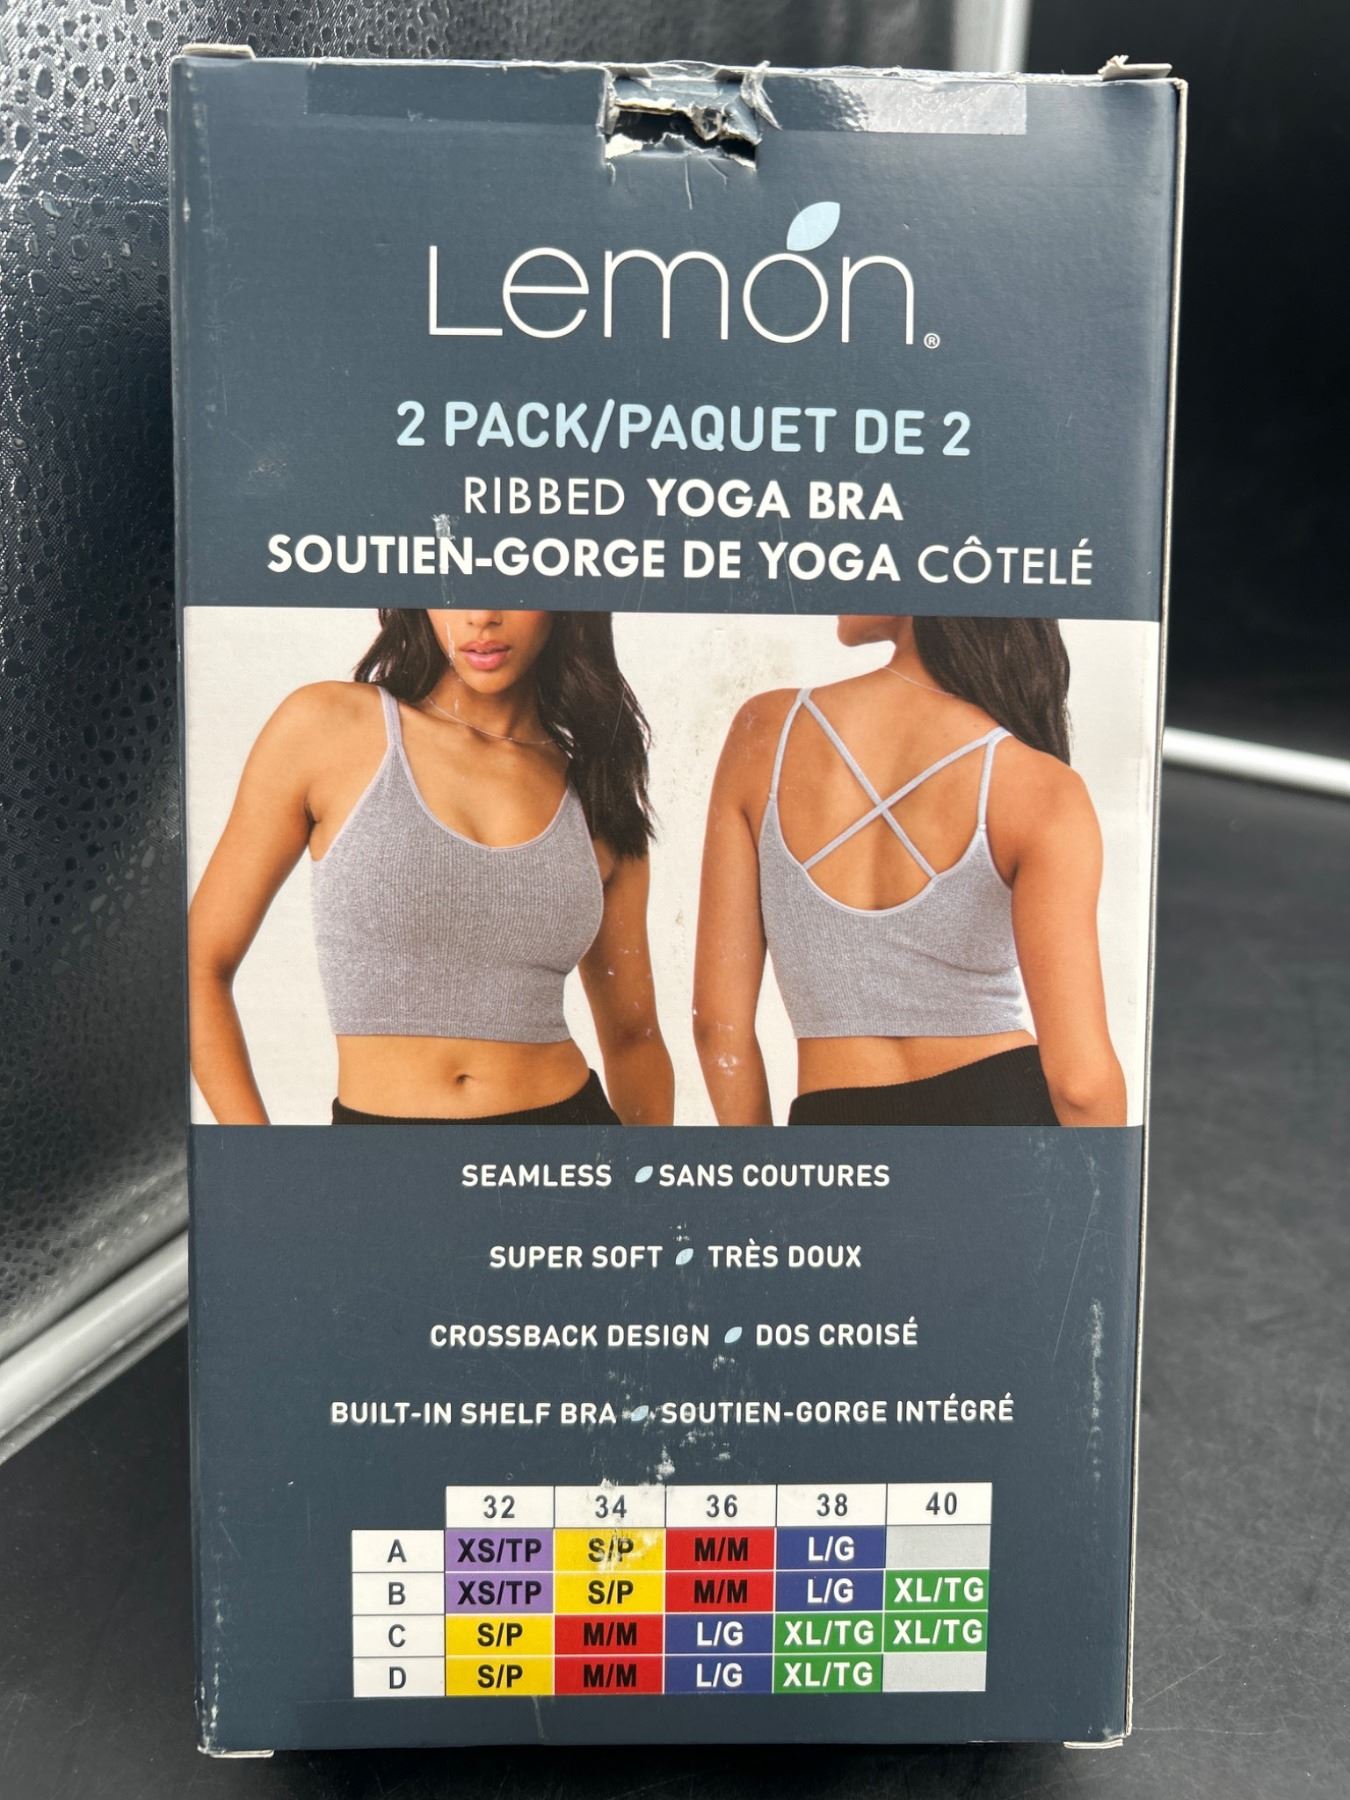 Lemon®
2 PACK/PAQUET DE 2
RIBBED YOGA BRA
SOUTIEN-GORGE DE YOGA CÔTELÉ
SEAMLESS SANS COUTURES
SUPER SOFT TRÈS DOUX
CROSSBACK DESIGN DOS CROISÉ
BUILT-IN SHELF BRA SOUTIEN-GORGE INTÉGRÉ
32 34 36 38 40
A XS/TP S/P M/M L/G
B XS/TP S/P M/M L/G XL/TG
C S/P M/M L/G XL/TG XL/TG
D S/P M/M L/G XL/TG